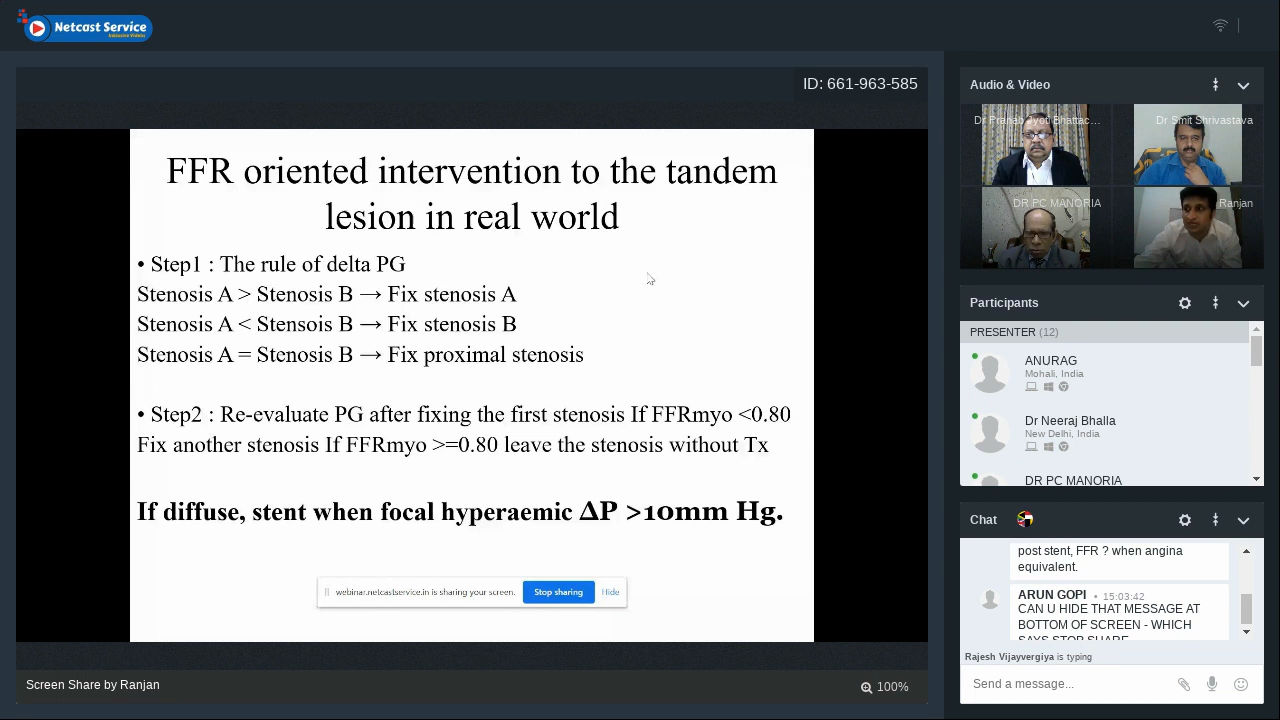 Netcast Service
ID: 661-963-585
FFR oriented intervention to the tandem
lesion in real world
• Step1 : The rule of delta PG
Stenosis A > Stenosis B → Fix stenosis A
Stenosis A < Stensois B → Fix stenosis B
Stenosis A = Stenosis B → Fix proximal stenosis
• Step2 : Re-evaluate PG after fixing the first stenosis If FFRmyo <0.80
Fix another stenosis If FFRmyo >=0.80 leave the stenosis without Tx
If diffuse, stent when focal hyperaemic ΔP >10mm Hg.
webinar.netcastservice.in is sharing your screen.
Stop sharing
Hide
Screen Share by Ranjan
100%
Audio & Video
Dr Pranab Jyoti Bhattac...
Dr Smit Shrivastava
DR PC MANORIA
Ranjan
Participants
PRESENTER (12)
ANURAG
Mohali, India
Dr Neeraj Bhalla
New Delhi, India
DR PC MANORIA
Chat
post stent, FFR ? when angina
equivalent.
ARUN GOPI • 15:03:42
CAN U HIDE THAT MESSAGE AT
BOTTOM OF SCREEN - WHICH
SAYS STOP SHARE
Rajesh Vijayvergiya is typing
Send a message...